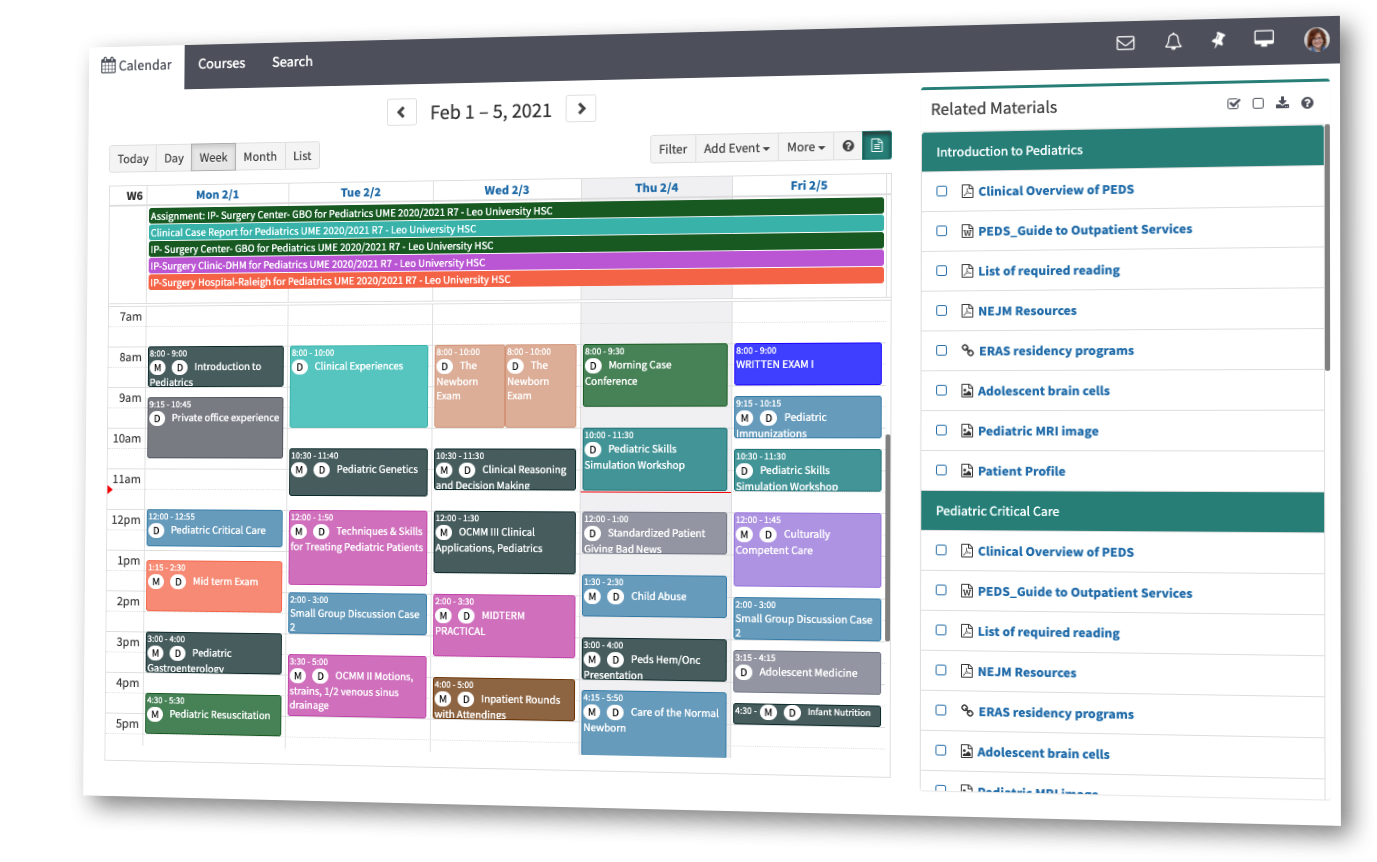 Calendar
Courses
Search
Feb 1 – 5, 2021
Today
Day
Week
Month
List
Filter
Add Event
More
W6
Mon 2/1
Tue 2/2
Wed 2/3
Thu 2/4
Fri 2/5
Assignment: IP- Surgery Center- GBO for Pediatrics UME 2020/2021 R7 - Leo University HSC
Clinical Case Report for Pediatrics UME 2020/2021 R7 - Leo University HSC
IP- Surgery Center- GBO for Pediatrics UME 2020/2021 R7 - Leo University HSC
IP-Surgery Clinic-DHM for Pediatrics UME 2020/2021 R7 - Leo University HSC
IP-Surgery Hospital-Raleigh for Pediatrics UME 2020/2021 R7 - Leo University HSC
7am
8am
9am
10am
11am
12pm
1pm
2pm
3pm
4pm
5pm
8:00 - 9:00
M D Introduction to
Pediatrics
9:15 - 10:45
D Private office experience
12:00 - 12:55
D Pediatric Critical Care
1:15 - 2:30
M D Mid term Exam
3:00 - 4:00
M D Pediatric
Gastroenterology
4:30 - 5:30
M Pediatric Resuscitation
8:00 - 10:00
D Clinical Experiences
10:30 - 11:40
M D Pediatric Genetics
12:00 - 1:50
M D Techniques & Skills
for Treating Pediatric Patients
2:00 - 3:00
Small Group Discussion Case
2
3:30 - 5:00
M D OCMM II Motions,
strains, 1/2 venous sinus
drainage
8:00 - 10:00
D The
Newborn
Exam
8:00 - 10:00
D The
Newborn
Exam
10:30 - 11:30
M D Clinical Reasoning
and Decision Making
12:00 - 1:30
M OCMM III Clinical
Applications, Pediatrics
2:00 - 3:30
M D MIDTERM
PRACTICAL
4:00 - 5:00
M D Inpatient Rounds
with Attendings
8:00 - 9:30
D Morning Case
Conference
10:00 - 11:30
D Pediatric Skills
Simulation Workshop
12:00 - 1:00
D Standardized Patient
Giving Bad News
1:30 - 2:30
M D Child Abuse
3:00 - 4:00
M D Peds Hem/Onc
Presentation
4:15 - 5:50
M D Care of the Normal
Newborn
8:00 - 9:00
WRITTEN EXAM I
9:15 - 10:15
M D Pediatric
Immunizations
10:30 - 11:30
D Pediatric Skills
Simulation Workshop
12:00 - 1:45
M D Culturally
Competent Care
2:00 - 3:00
Small Group Discussion Case
2
3:15 - 4:15
D Adolescent Medicine
4:30 - M D Infant Nutrition
Related Materials
Introduction to Pediatrics
Clinical Overview of PEDS
PEDS_Guide to Outpatient Services
List of required reading
NEJM Resources
ERAS residency programs
Adolescent brain cells
Pediatric MRI image
Patient Profile
Pediatric Critical Care
Clinical Overview of PEDS
PEDS_Guide to Outpatient Services
List of required reading
NEJM Resources
ERAS residency programs
Adolescent brain cells
Pediatric MRI image